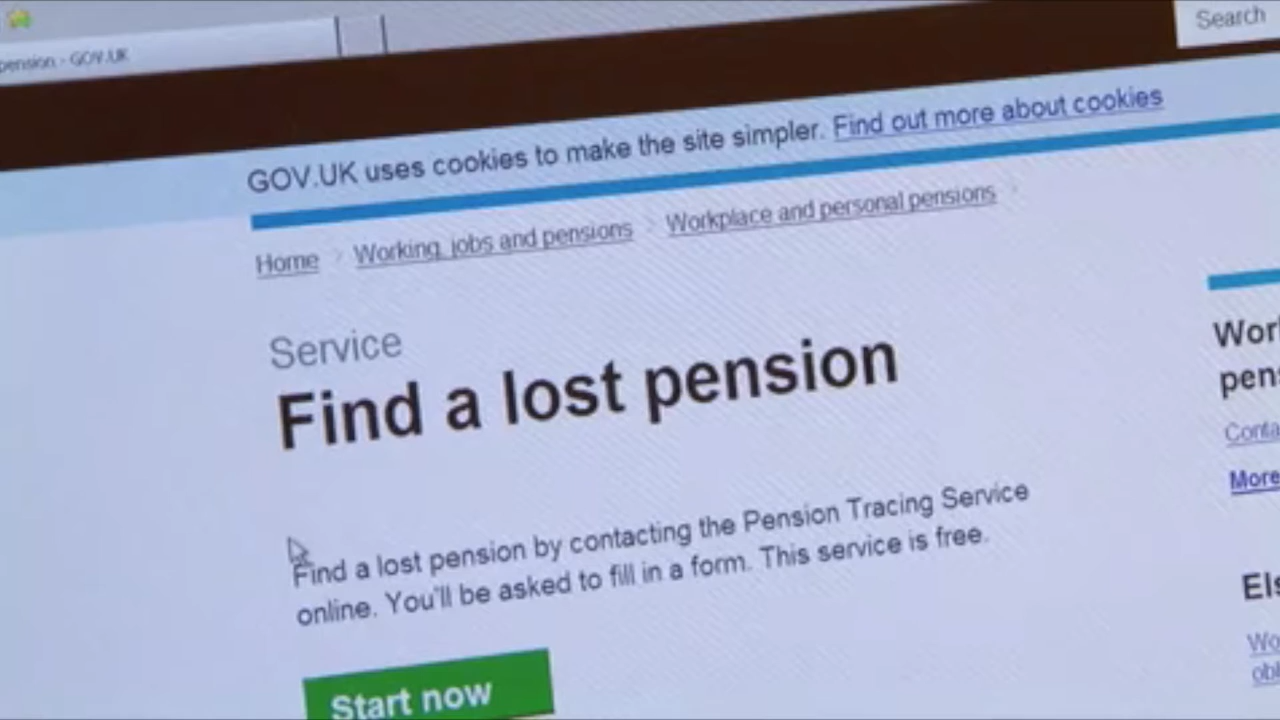 pension - GOV.UK
Search
GOV.UK uses cookies to make the site simpler. Find out more about cookies
Home Working, jobs and pensions Workplace and personal pensions
Service
Find a lost pension
Find a lost pension by contacting the Pension Tracing Service
online. You'll be asked to fill in a form. This service is free.
Start now
More